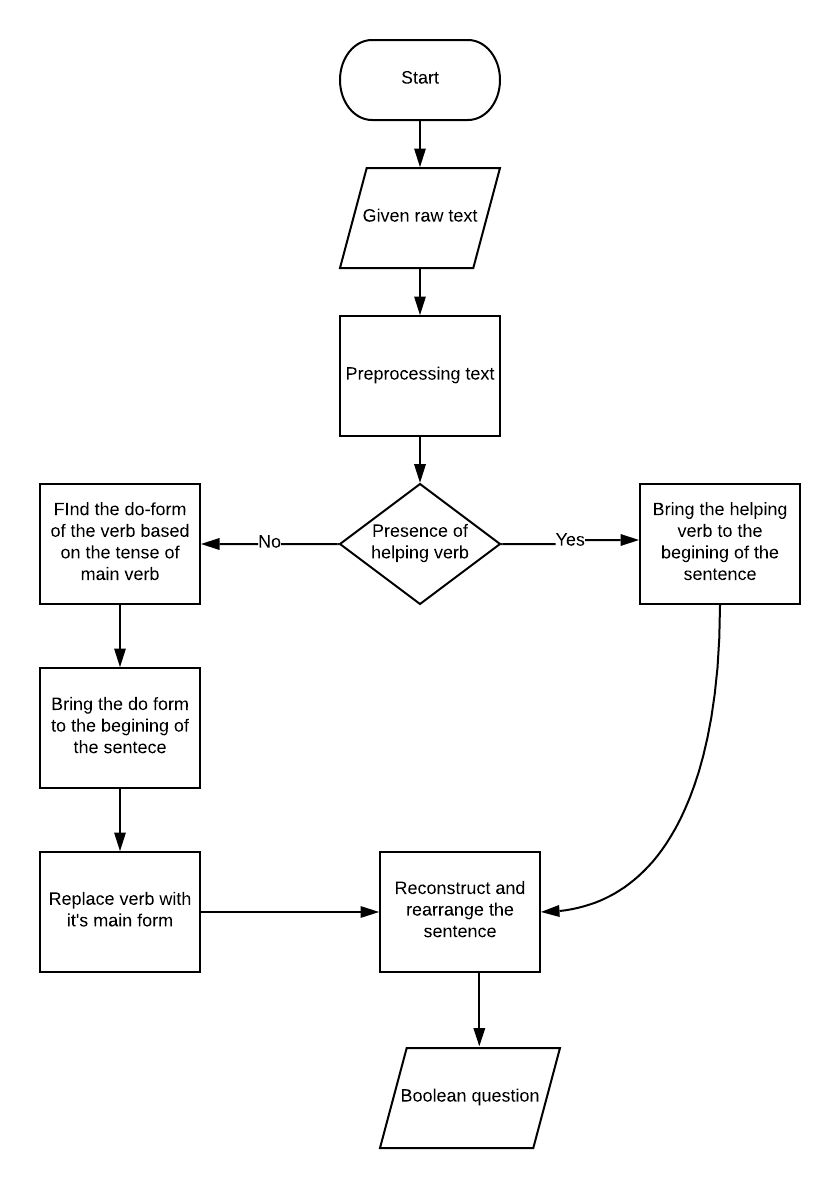 Start
Given raw text
Preprocessing text
Presence of
helping verb
No
Yes
FInd the do-form
of the verb based
on the tense of
main verb
Bring the helping
verb to the
begining of the
sentence
Bring the do form
to the begining of
the sentece
Replace verb with
it's main form
Reconstruct and
rearrange the
sentence
Boolean question